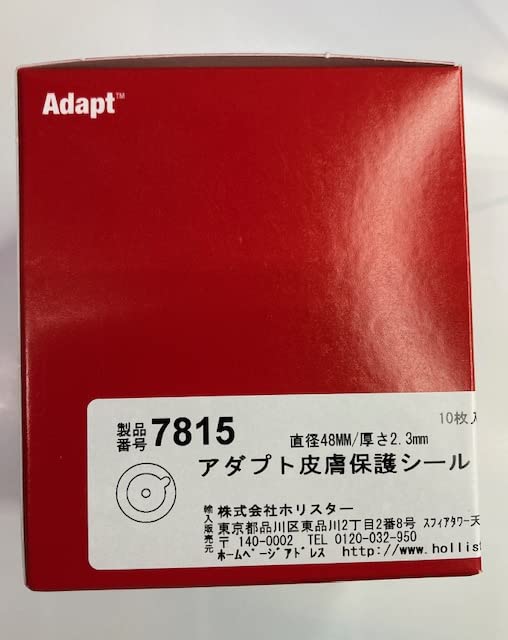 Adapt™
10枚入
製品番号 7815 直径48MM/厚さ2.3mm
アダプト皮膚保護シール
輸入販売元 株式会社ホリスター
東京都品川区東品川2丁目2番8号 スフィアタワー天
〒 140-0002 TEL 0120-032-950
ホームページアドレス http://www.hollis